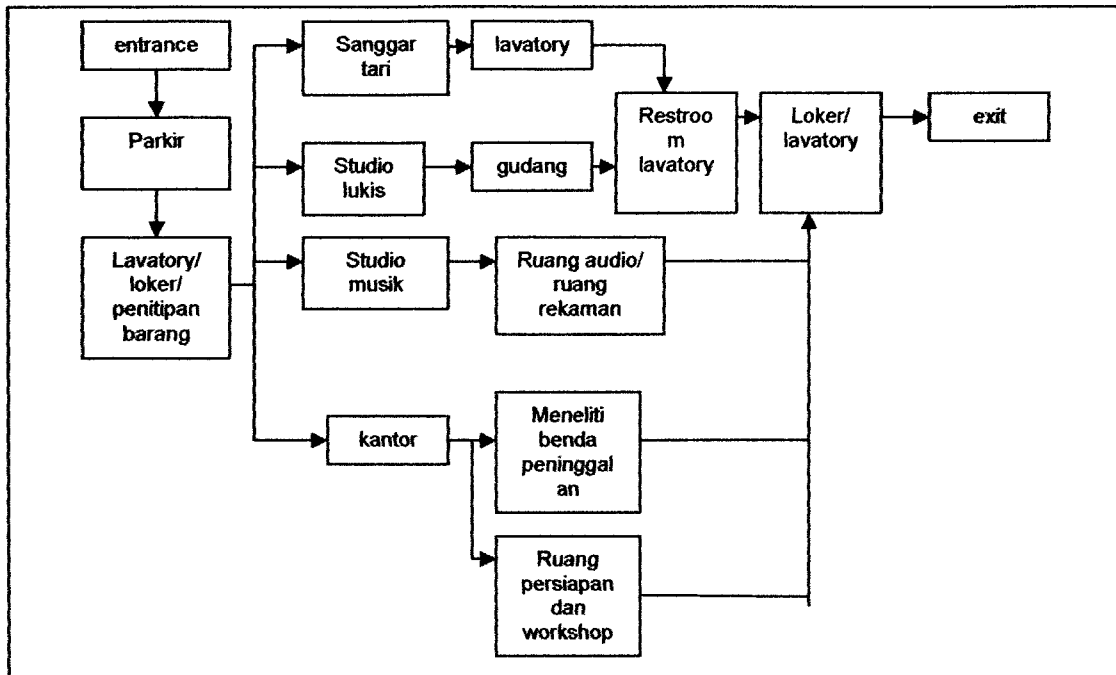 entrance
Parkir
Lavatory/
loker/
penitipan
barang
Sanggar
tari
lavatory
Studio
lukis
gudang
Restroo
m
lavatory
Loker/
lavatory
exit
Studio
musik
Ruang audio/
ruang
rekaman
kantor
Meneliti
benda
peninggal
an
Ruang
persiapan
dan
workshop